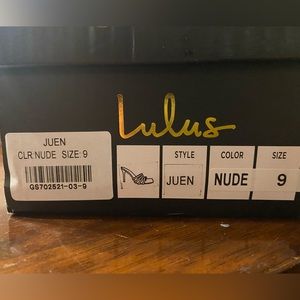 Lulus
JUEN
CLR:NUDE SIZE: 9
GS702521-03-9
STYLE COLOR SIZE
JUEN NUDE 9